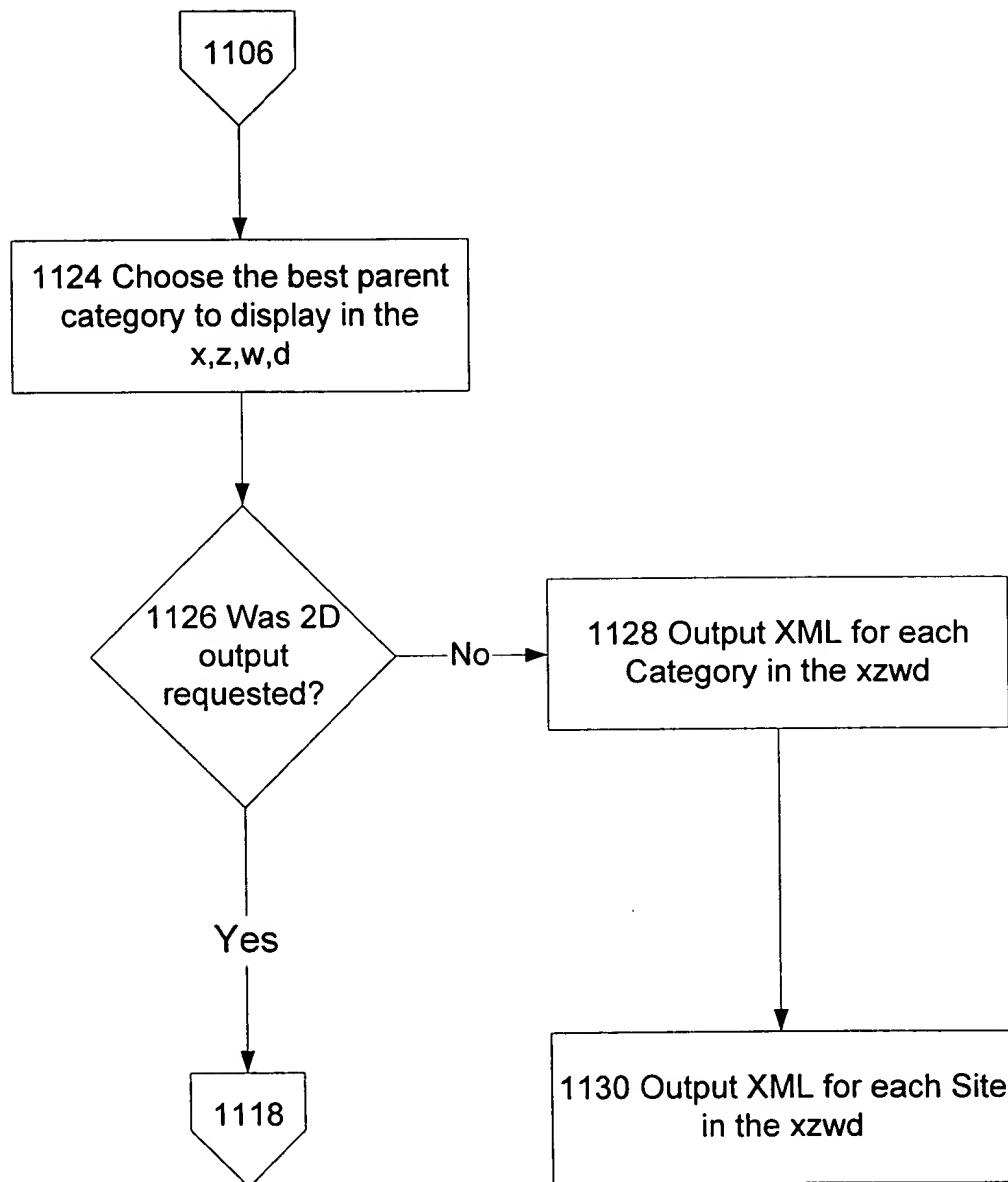 1106
1124 Choose the best parent
category to display in the
x,z,w,d
1126 Was 2D
output
requested?
No
1128 Output XML for each
Category in the xzwd
Yes
1118
1130 Output XML for each Site
in the xzwd